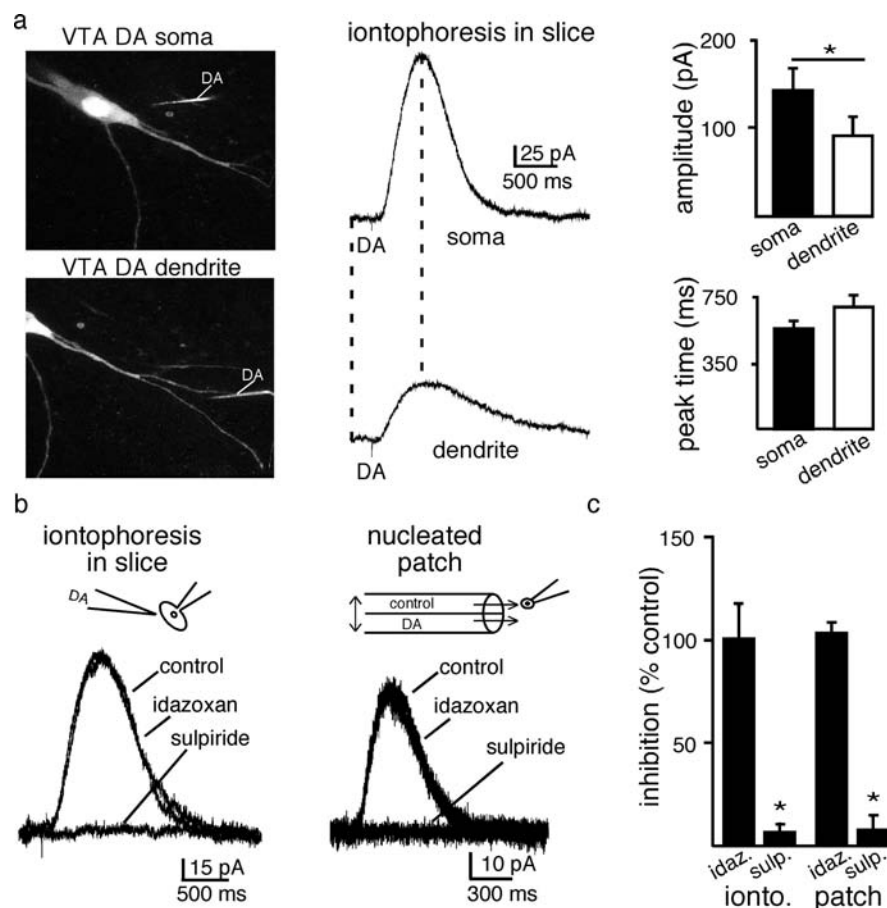 a
VTA DA soma
DA
VTA DA dendrite
DA
iontophoresis in slice
25 pA
500 ms
DA
soma
DA
dendrite
200
*
100
amplitude (pA)
soma
dendrite
750
350
peak time (ms)
soma
dendrite
b
iontophoresis
in slice
DA
control
idazoxan
sulpiride
15 pA
500 ms
nucleated
patch
control
DA
control
idazoxan
sulpiride
10 pA
300 ms
c
150
100
50
inhibition (% control)
*
*
idaz. sulp. idaz. sulp.
ionto. patch